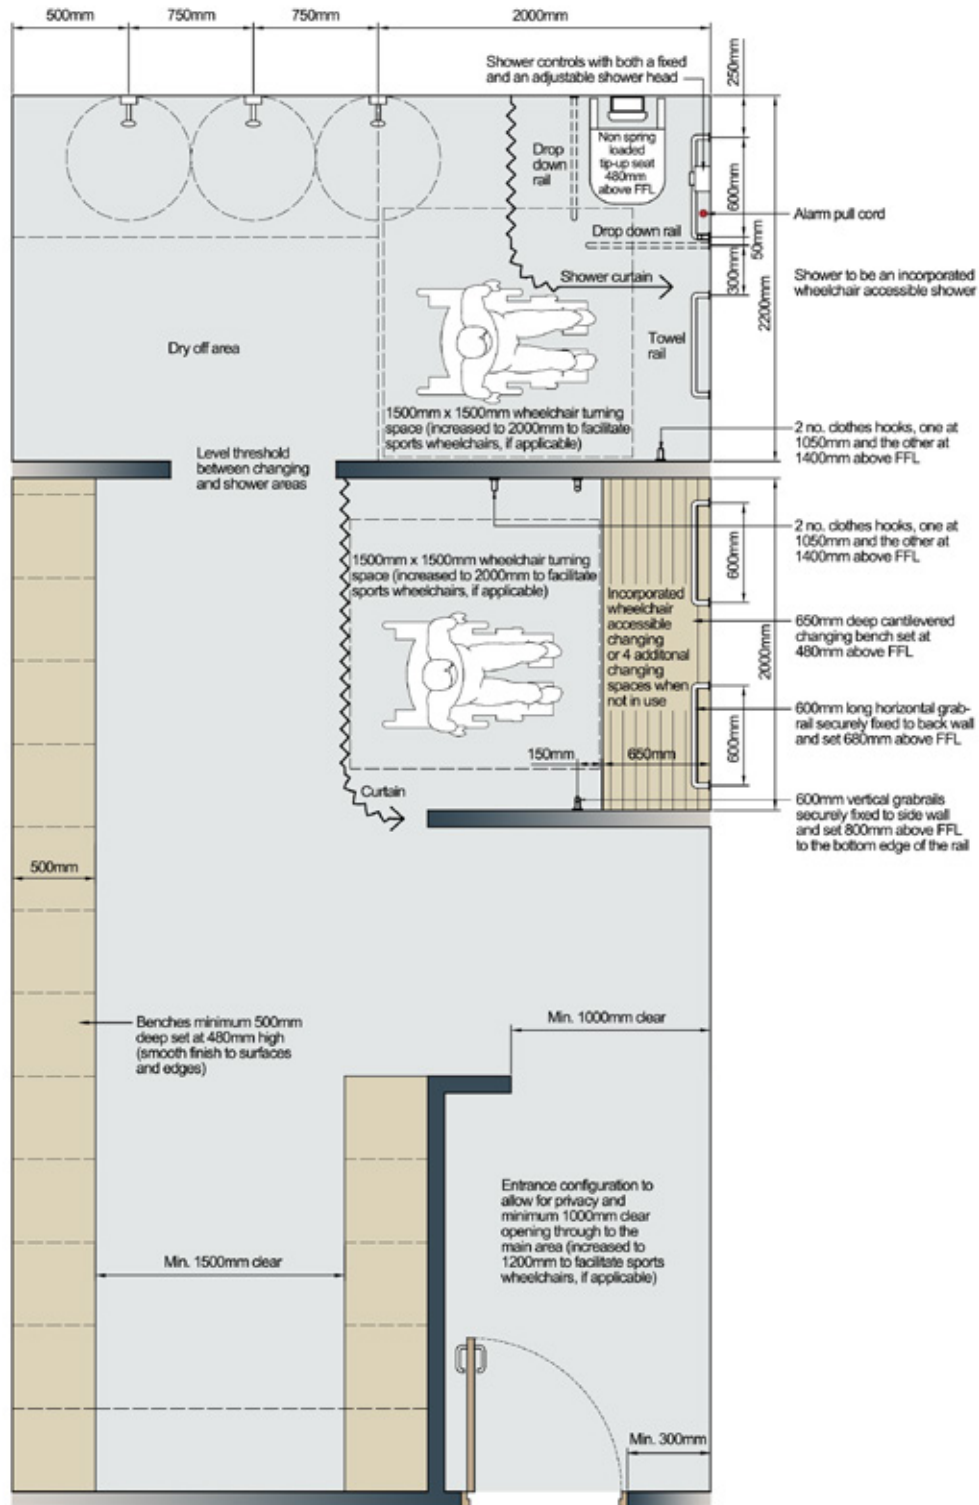 500mm
750mm
750mm
2000mm
Shower controls with both a fixed
and an adjustable shower head
250mm
Drop
down
rail
Non spring
loaded
tip-up seat
480mm
above FFL
600mm
Alarm pull cord
Drop down rail
50mm
Shower curtain
300mm
2200mm
Shower to be an incorporated
wheelchair accessible shower
Dry off area
Towel
rail
1500mm x 1500mm wheelchair turning
space (increased to 2000mm to facilitate
sports wheelchairs, if applicable)
2 no. clothes hooks, one at
1050mm and the other at
1400mm above FFL
Level threshold
between changing
and shower areas
2 no. clothes hooks, one at
1050mm and the other at
1400mm above FFL
1500mm x 1500mm wheelchair turning
space (increased to 2000mm to facilitate
sports wheelchairs, if applicable)
600mm
Incorporated
wheelchair
accessible
changing
or 4 additonal
changing
spaces when
not in use
650mm deep cantilevered
changing bench set at
480mm above FFL
2000mm
600mm long horizontal grab-
rail securely fixed to back wall
and set 680mm above FFL
600mm
150mm
650mm
Curtain
600mm vertical grabrails
securely fixed to side wall
and set 800mm above FFL
to the bottom edge of the rail
500mm
Benches minimum 500mm
deep set at 480mm high
(smooth finish to surfaces
and edges)
Min. 1000mm clear
Entrance configuration to
allow for privacy and
minimum 1000mm clear
opening through to the
main area (increased to
1200mm to facilitate sports
wheelchairs, if applicable)
Min. 1500mm clear
Min. 300mm